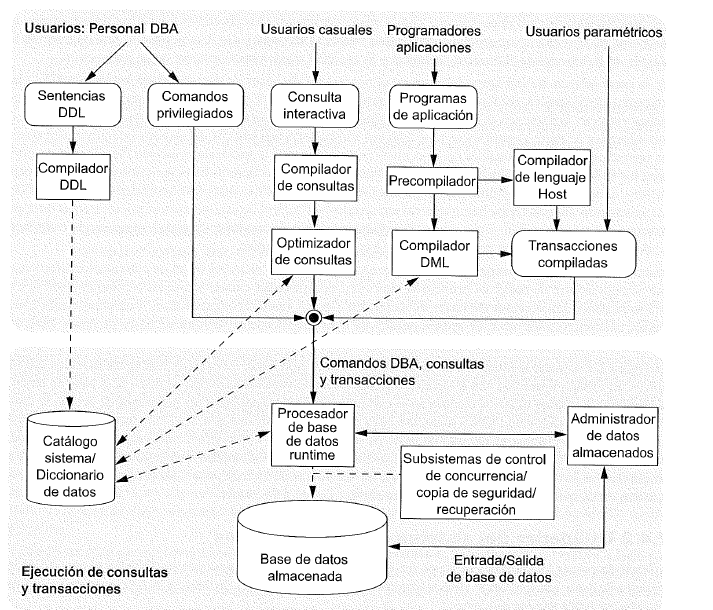 Usuarios: Personal DBA
Usuarios casuales
Programadores
aplicaciones
Usuarios paramétricos
Sentencias
DDL
Comandos
privilegiados
Consulta
interactiva
Programas
de aplicación
Compilador
DDL
Compilador
de consultas
Precompilador
Compilador
de lenguaje
Host
Optimizador
de consultas
Compilador
DML
Transacciones
compiladas
Comandos DBA, consultas
y transacciones
Catálogo
sistema/
Diccionario
de datos
Procesador
de base
de datos
runtime
Administrador
de datos
almacenados
Subsistemas de control
de concurrencia/
copia de seguridad/
recuperación
Base de datos
almacenada
Entrada/Salida
de base de datos
Ejecución de consultas
y transacciones